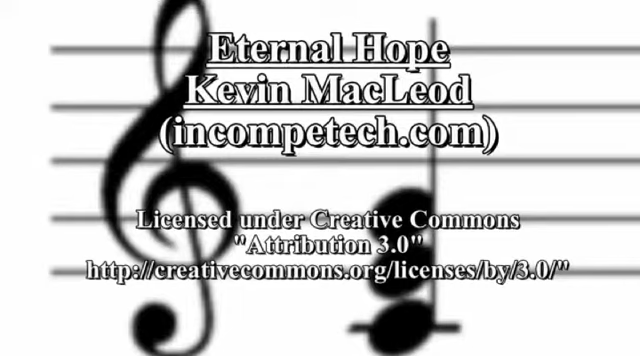 Eternal Hope
Kevin MacLeod
(incompetech.com)
Licensed under Creative Commons
"Attribution 3.0"
http://creativecommons.org/licenses/by/3.0/"